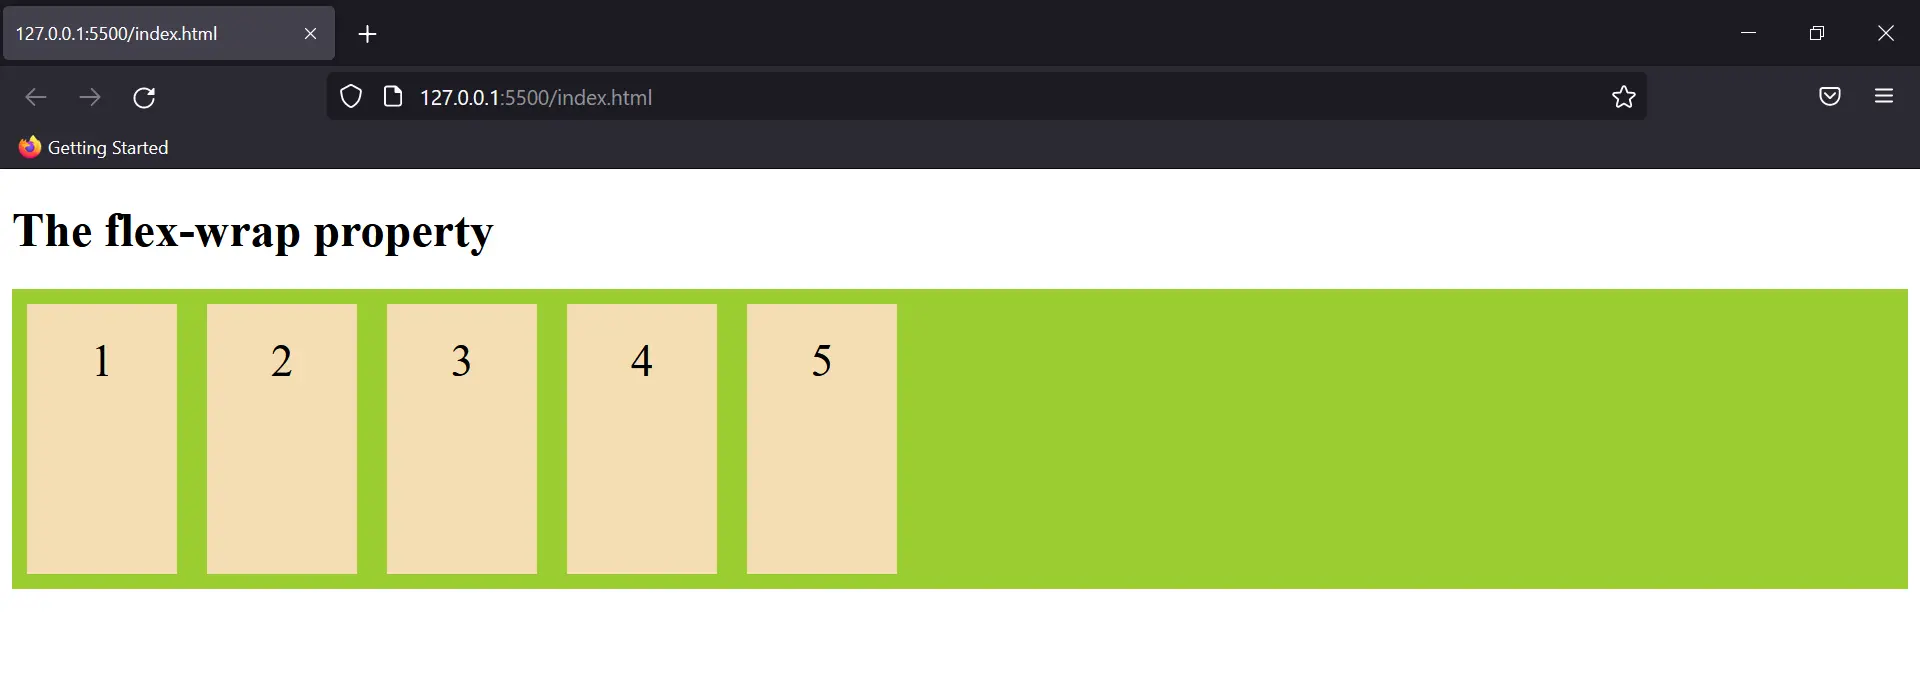 127.0.0.1:5500/index.html
127.0.0.1:5500/index.html
Getting Started
The flex-wrap property
1 2 3 4 5